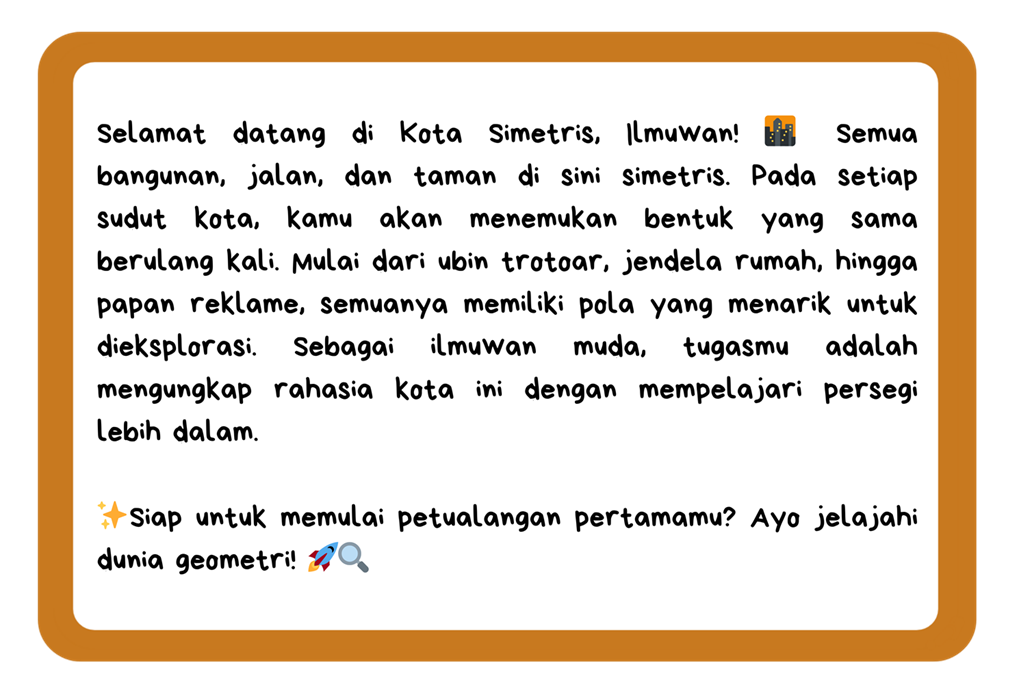 Selamat datang di Kota Simetris, Ilmuwan! 🌆 Semua
bangunan, jalan, dan taman di sini simetris. Pada setiap
sudut kota, kamu akan menemukan bentuk yang sama
berulang kali. Mulai dari ubin trotoar, jendela rumah, hingga
papan reklame, semuanya memiliki pola yang menarik untuk
dieksplorasi. Sebagai ilmuwan muda, tugasmu adalah
mengungkap rahasia kota ini dengan mempelajari persegi
lebih dalam.
✨Siap untuk memulai petualangan pertamamu? Ayo jelajahi
dunia geometri! 🚀🔍